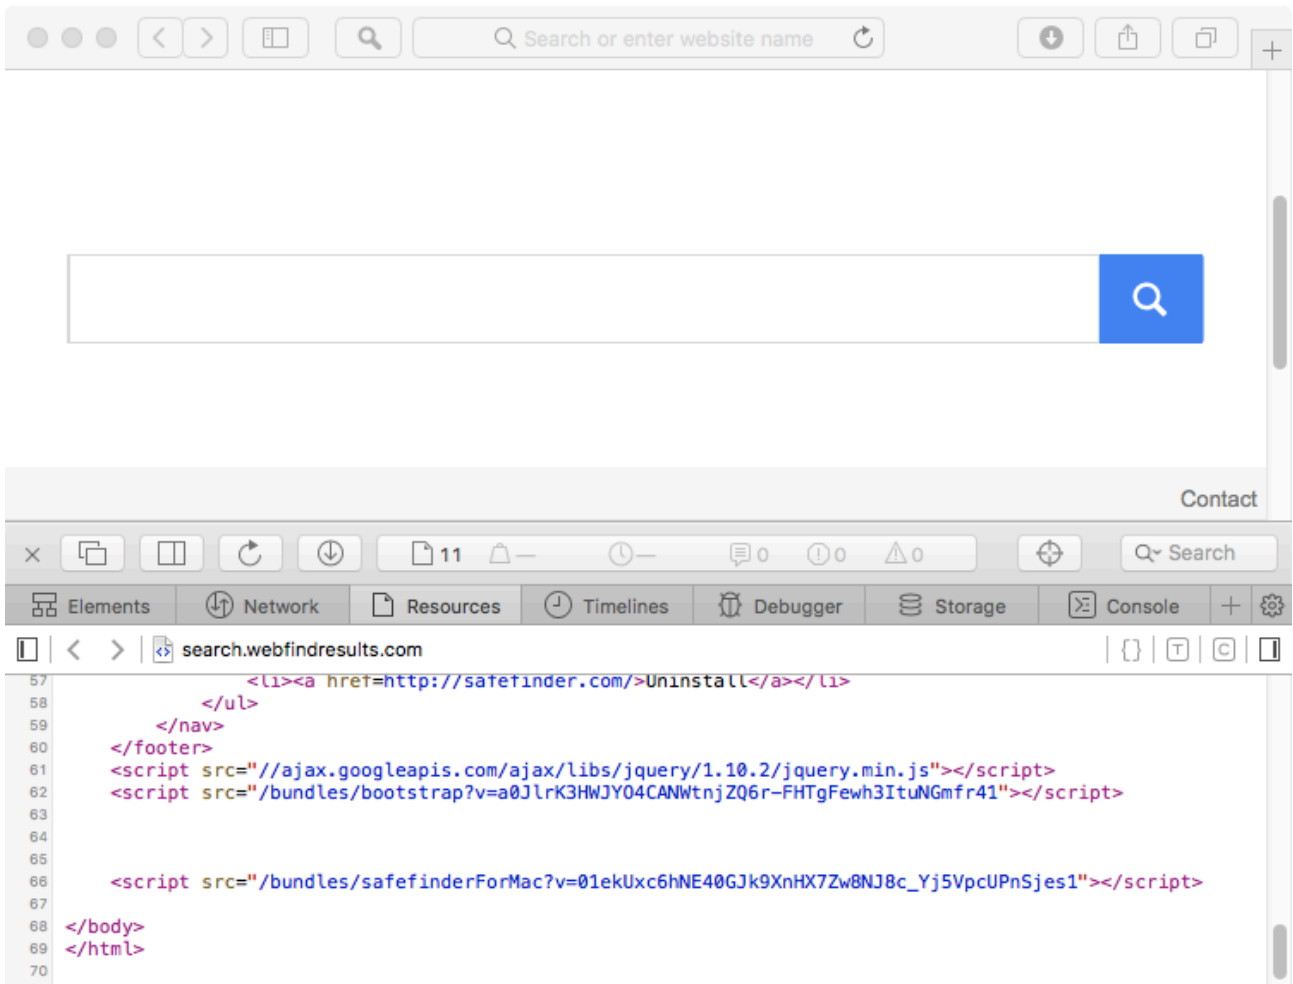 Search or enter website name
Contact
11 — — 0 0 0 Search
Elements Network Resources Timelines Debugger Storage Console
search.webfindresults.com
57 <li><a href=http://safefinder.com/>Uninstall</a></li>
58 </ul>
59 </nav>
60 </footer>
61 <script src="//ajax.googleapis.com/ajax/libs/jquery/1.10.2/jquery.min.js"></script>
62 <script src="/bundles/bootstrap?v=a0JlrK3HWJYO4CANWtnjZQ6r-FHTgFewh3ItuNGmfr41"></script>
63
64
65
66 <script src="/bundles/safefinderForMac?v=01ekUxc6hNE40GJk9XnHX7Zw8NJ8c_Yj5VpcUPnSjes1"></script>
67
68 </body>
69 </html>
70